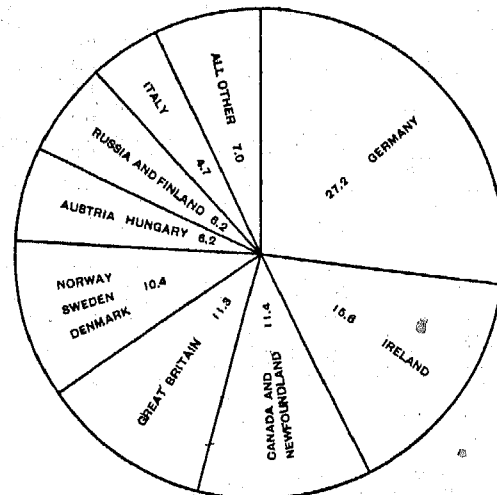 GERMANY
27.2
IRELAND
15.6
CANADA AND
NEWFOUNDLAND
11.4
GREAT BRITAIN
11.3
NORWAY
SWEDEN
DENMARK
10.4
AUSTRIA HUNGARY 6.2
RUSSIA AND FINLAND 6.2
ITALY
4.7
ALL OTHER
7.0